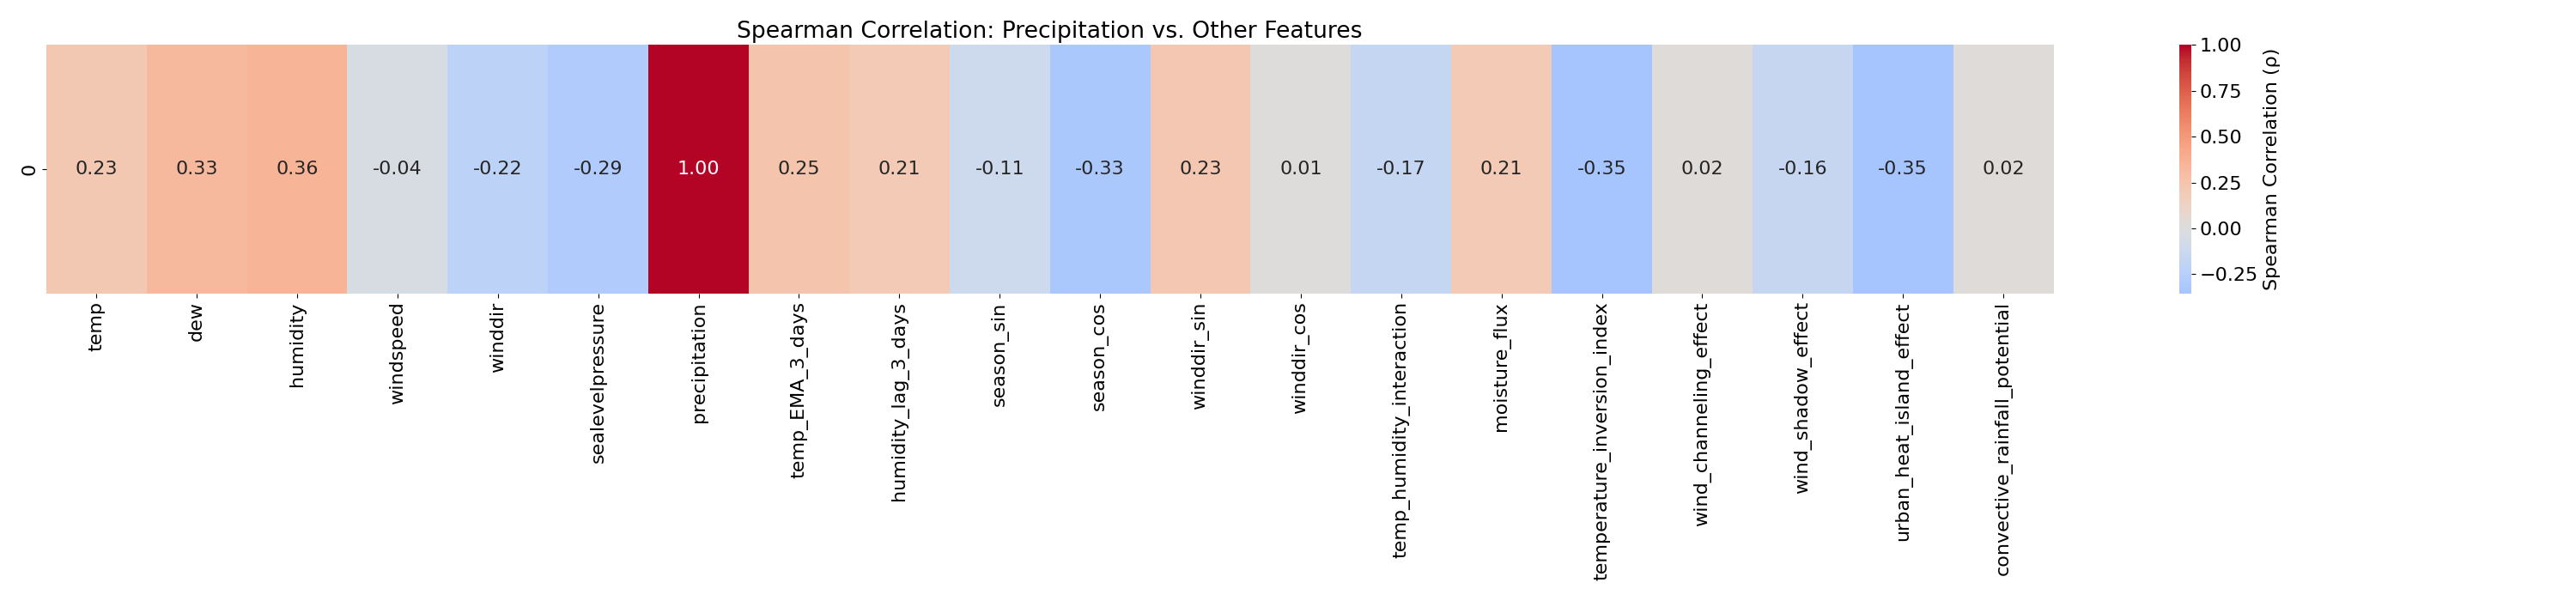 Spearman Correlation: Precipitation vs. Other Features
0
0.23 0.33 0.36 -0.04 -0.22 -0.29 1.00 0.25 0.21 -0.11 -0.33 0.23 0.01 -0.17 0.21 -0.35 0.02 -0.16 -0.35 0.02
temp
dew
humidity
windspeed
winddir
sealevelpressure
precipitation
temp_EMA_3_days
humidity_lag_3_days
season_sin
season_cos
winddir_sin
winddir_cos
temp_humidity_interaction
moisture_flux
temperature_inversion_index
wind_channeling_effect
wind_shadow_effect
urban_heat_island_effect
convective_rainfall_potential
1.00
0.75
0.50
0.25
0.00
−0.25
Spearman Correlation (ρ)